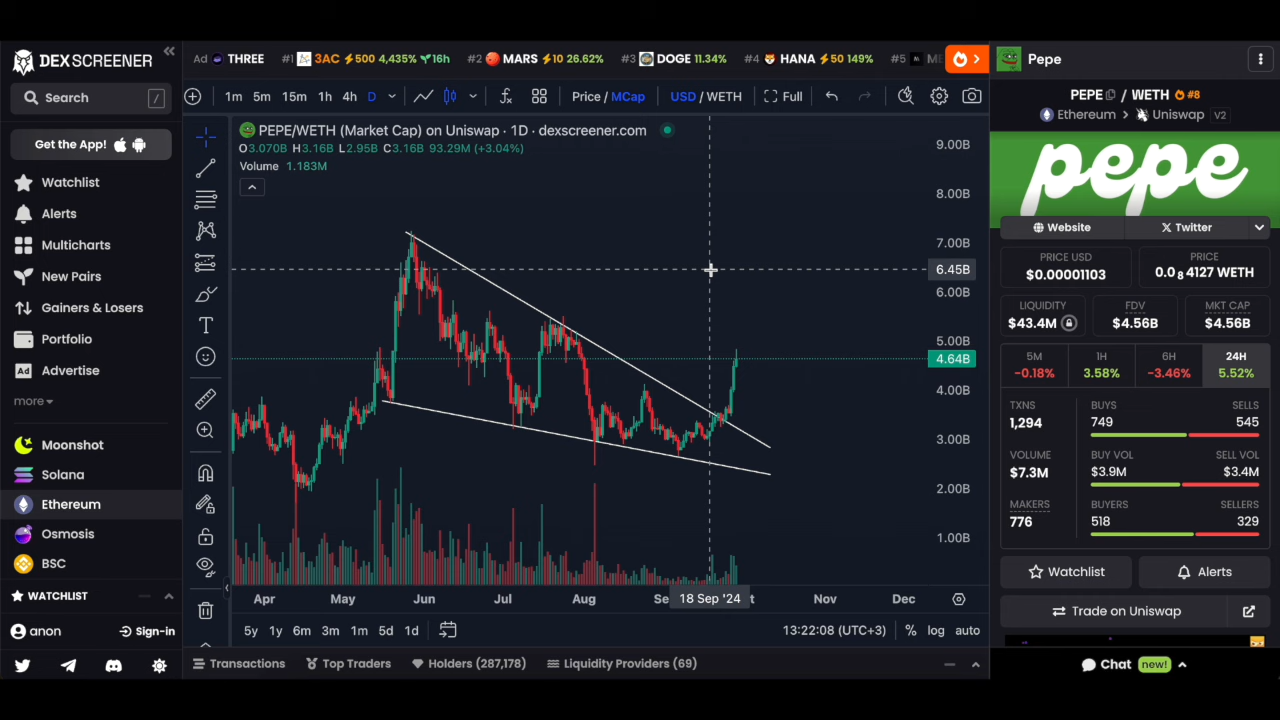 DEX SCREENER
Search /
Get the App!
Watchlist
Alerts
Multicharts
New Pairs
Gainers & Losers
Portfolio
Ad Advertise
more
Moonshot
Solana
Ethereum
Osmosis
BSC
WATCHLIST
anon Sign-in
Ad THREE #1 3AC 500 4,435% 16h #2 MARS 10 26.62% #3 DOGE 11.34% #4 HANA 50 149% #5
1m 5m 15m 1h 4h D Price / MCap USD / WETH Full
PEPE/WETH (Market Cap) on Uniswap · 1D · dexscreener.com
O3.070B H3.16B L2.95B C3.16B 93.29M (+3.04%)
Volume 1.183M
9.00B
8.00B
7.00B
6.45B
6.00B
5.00B
4.64B
4.00B
3.00B
2.00B
1.00B
Apr May Jun Jul Aug 18 Sep '24 Nov Dec
5y 1y 6m 3m 1m 5d 1d 13:22:08 (UTC+3) % log auto
Transactions Top Traders Holders (287,178) Liquidity Providers (69)
Pepe
PEPE / WETH #8
Ethereum > Uniswap V2
pepe
Website X Twitter
PRICE USD PRICE
$0.00001103 0.0₈4127 WETH
LIQUIDITY FDV MKT CAP
$43.4M $4.56B $4.56B
5M 1H 6H 24H
-0.18% 3.58% -3.46% 5.52%
TXNS BUYS SELLS
1,294 749 545
VOLUME BUY VOL SELL VOL
$7.3M $3.9M $3.4M
MAKERS BUYERS SELLERS
776 518 329
Watchlist Alerts
Trade on Uniswap
Chat new!